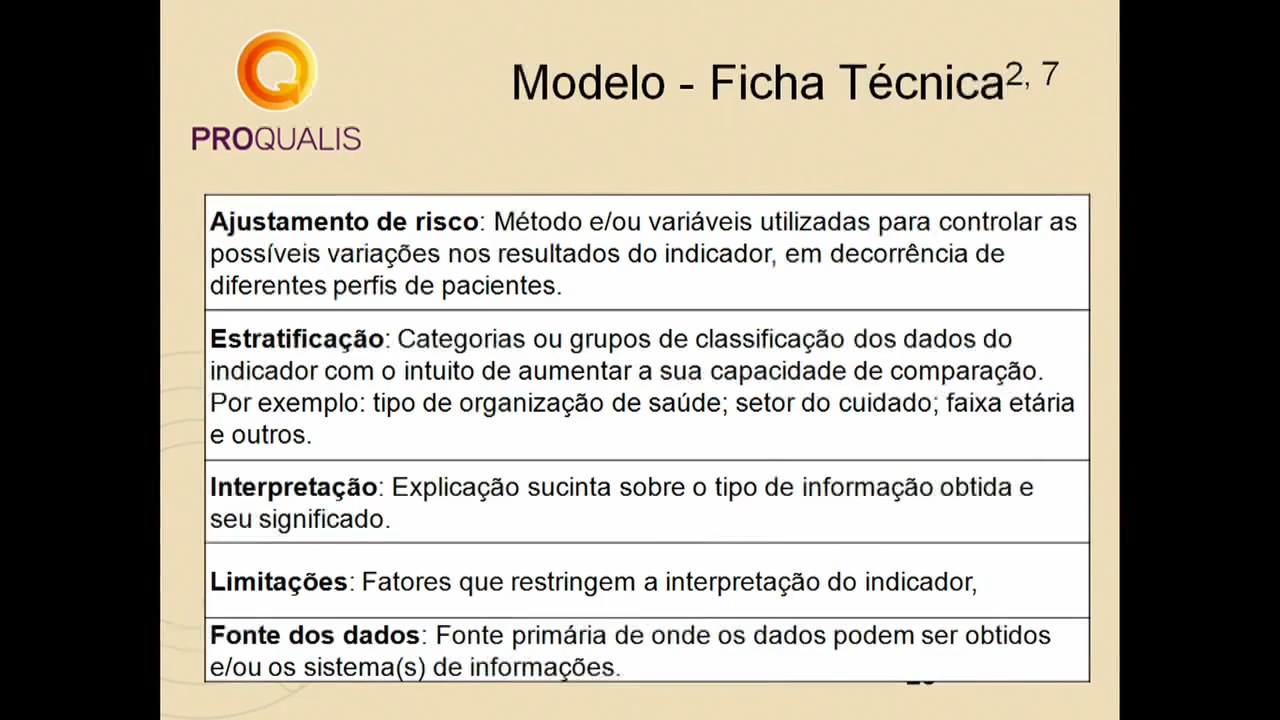 Modelo - Ficha Técnica2, 7
PROQUALIS
Ajustamento de risco: Método e/ou variáveis utilizadas para controlar as
possíveis variações nos resultados do indicador, em decorrência de
diferentes perfis de pacientes.
Estratificação: Categorias ou grupos de classificação dos dados do
indicador com o intuito de aumentar a sua capacidade de comparação.
Por exemplo: tipo de organização de saúde; setor do cuidado; faixa etária
e outros.
Interpretação: Explicação sucinta sobre o tipo de informação obtida e
seu significado.
Limitações: Fatores que restringem a interpretação do indicador,
Fonte dos dados: Fonte primária de onde os dados podem ser obtidos
e/ou os sistema(s) de informações.